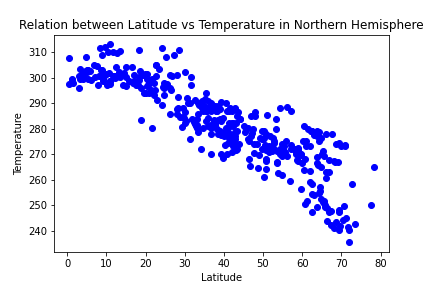 Relation between Latitude vs Temperature in Northern Hemisphere
310
300
290
280
270
260
250
240
Temperature
0 10 20 30 40 50 60 70 80
Latitude